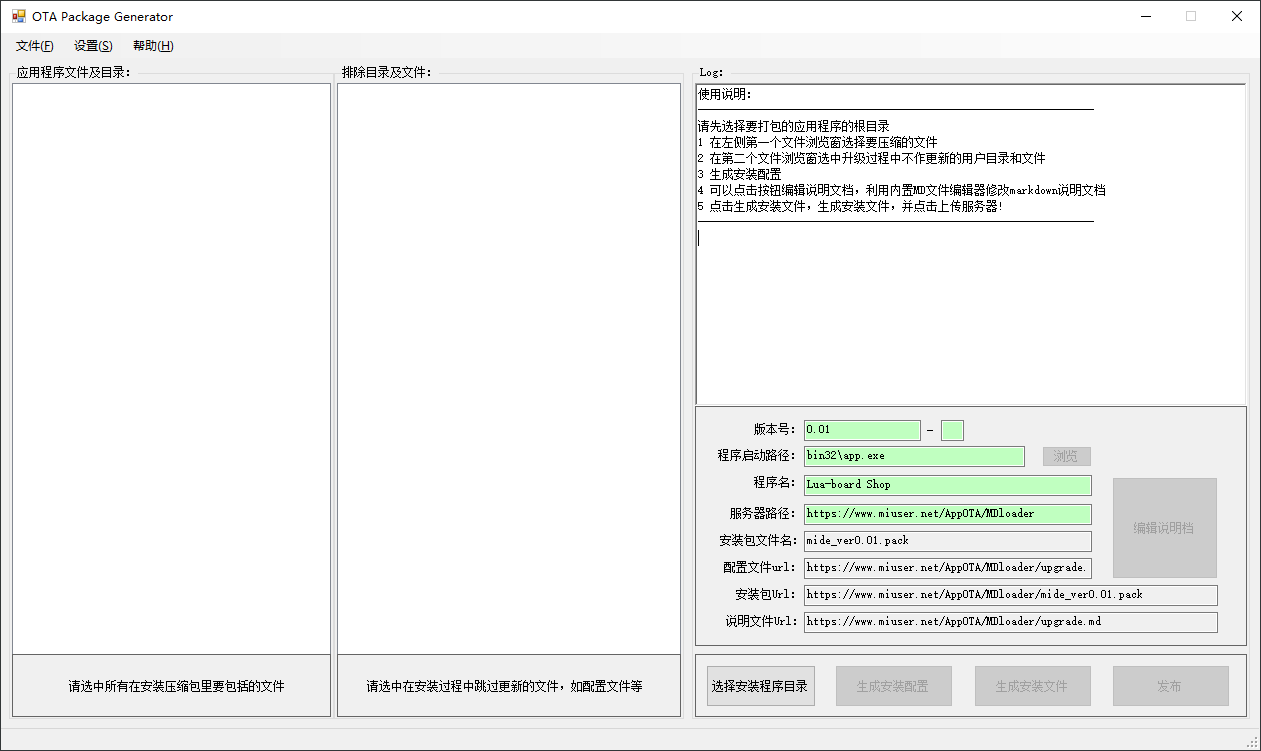 OTA Package Generator
文件(F) 设置(S) 帮助(H)
应用程序文件及目录:
排除目录及文件:
Log:
使用说明:
请先选择要打包的应用程序的根目录
1 在左侧第一个文件浏览窗选择要压缩的文件
2 在第二个文件浏览窗选中升级过程中不作更新的用户目录和文件
3 生成安装配置
4 可以点击按钮编辑说明文档, 利用内置MD文件编辑器修改markdown说明文档
5 点击生成安装文件, 生成安装文件, 并点击上传服务器!
版本号: 0.01 -
程序启动路径: bin32\app.exe 浏览
程序名: Lua-board Shop
服务器路径: https://www.miuser.net/AppOTA/MDloader
安装包文件名: mide_ver0.01.pack
编辑说明档
配置文件url: https://www.miuser.net/AppOTA/MDloader/upgrade.
安装包Url: https://www.miuser.net/AppOTA/MDloader/mide_ver0.01.pack
说明文件Url: https://www.miuser.net/AppOTA/MDloader/upgrade.md
请选中所有在安装压缩包里要包括的文件
请选中在安装过程中跳过更新的文件, 如配置文件等
选择安装程序目录 生成安装配置 生成安装文件 发布